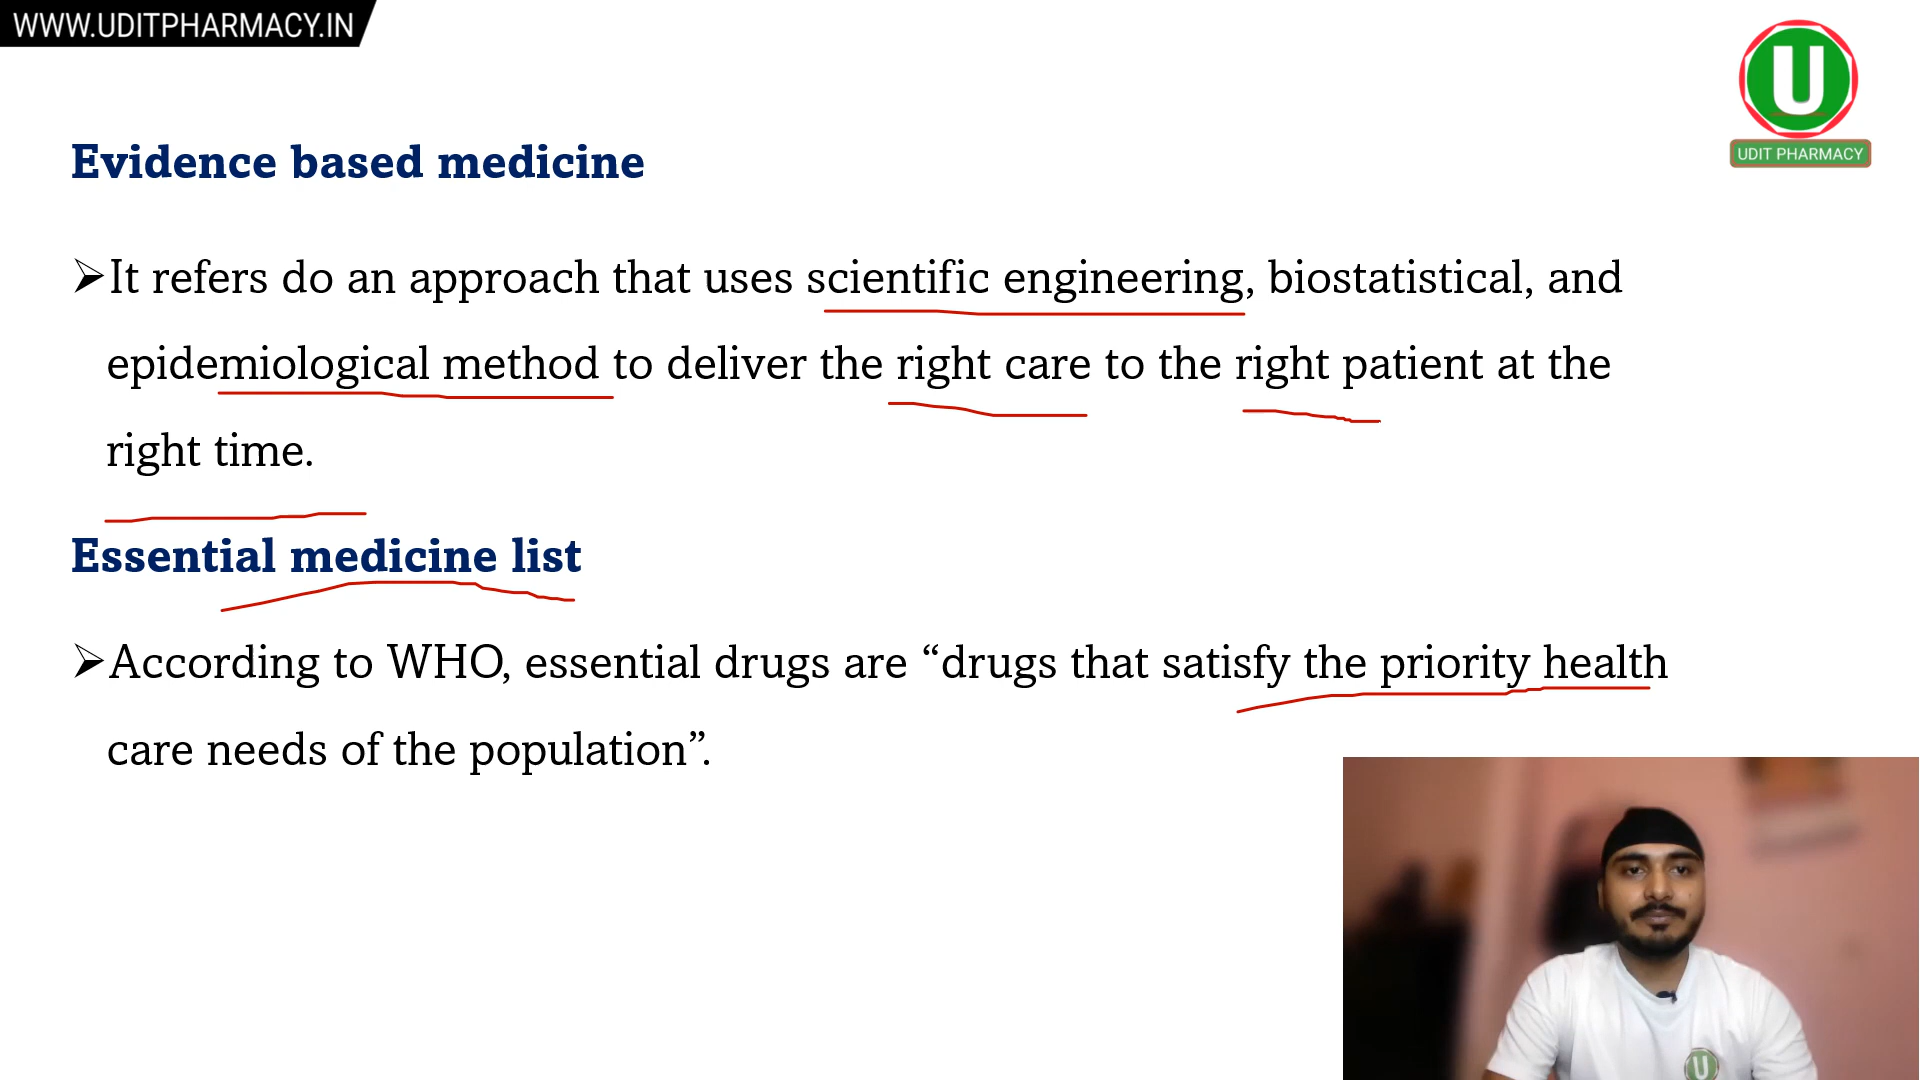 WWW.UDITPHARMACY.IN
U
UDIT PHARMACY
Evidence based medicine
➢It refers do an approach that uses scientific engineering, biostatistical, and
epidemiological method to deliver the right care to the right patient at the
right time.
Essential medicine list
➢According to WHO, essential drugs are “drugs that satisfy the priority health
care needs of the population”.
U